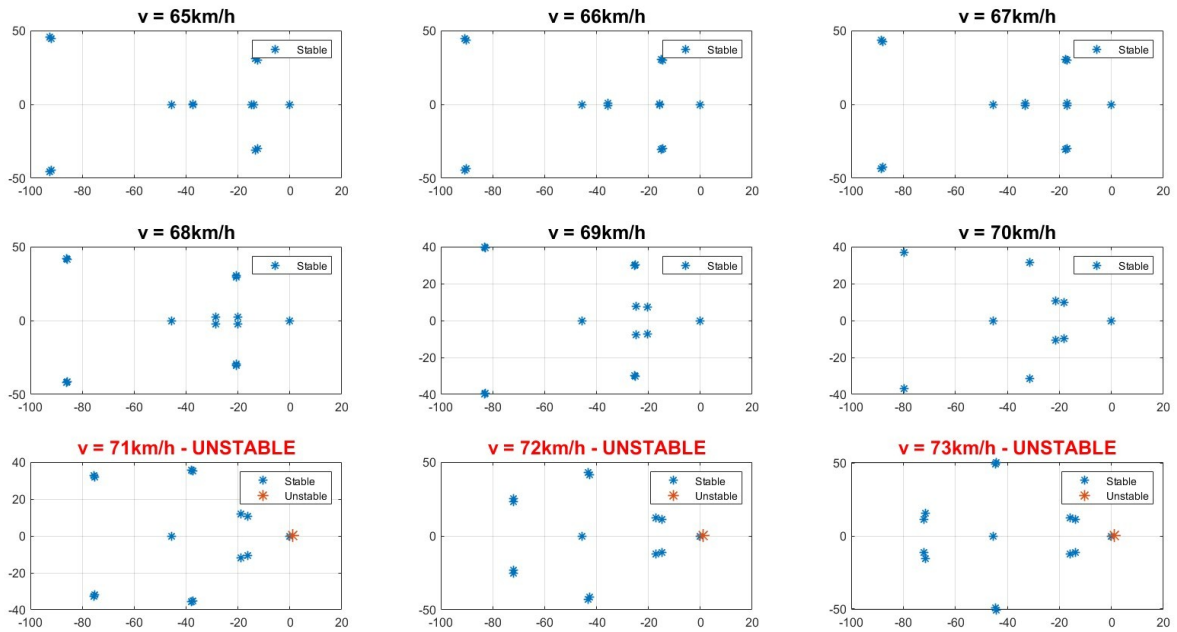 v = 65km/h
v = 66km/h
v = 67km/h
50
0
-50
Stable
-100 -80 -60 -40 -20 0 20
50
0
-50
Stable
-100 -80 -60 -40 -20 0 20
50
0
-50
Stable
-100 -80 -60 -40 -20 0 20
v = 68km/h
v = 69km/h
v = 70km/h
50
0
-50
Stable
-100 -80 -60 -40 -20 0 20
40
20
0
-20
-40
Stable
-100 -80 -60 -40 -20 0 20
40
20
0
-20
-40
Stable
-100 -80 -60 -40 -20 0 20
v = 71km/h - UNSTABLE
v = 72km/h - UNSTABLE
v = 73km/h - UNSTABLE
40
20
0
-20
-40
Stable
Unstable
-100 -80 -60 -40 -20 0 20
50
0
-50
Stable
Unstable
-100 -80 -60 -40 -20 0 20
50
0
-50
Stable
Unstable
-100 -80 -60 -40 -20 0 20